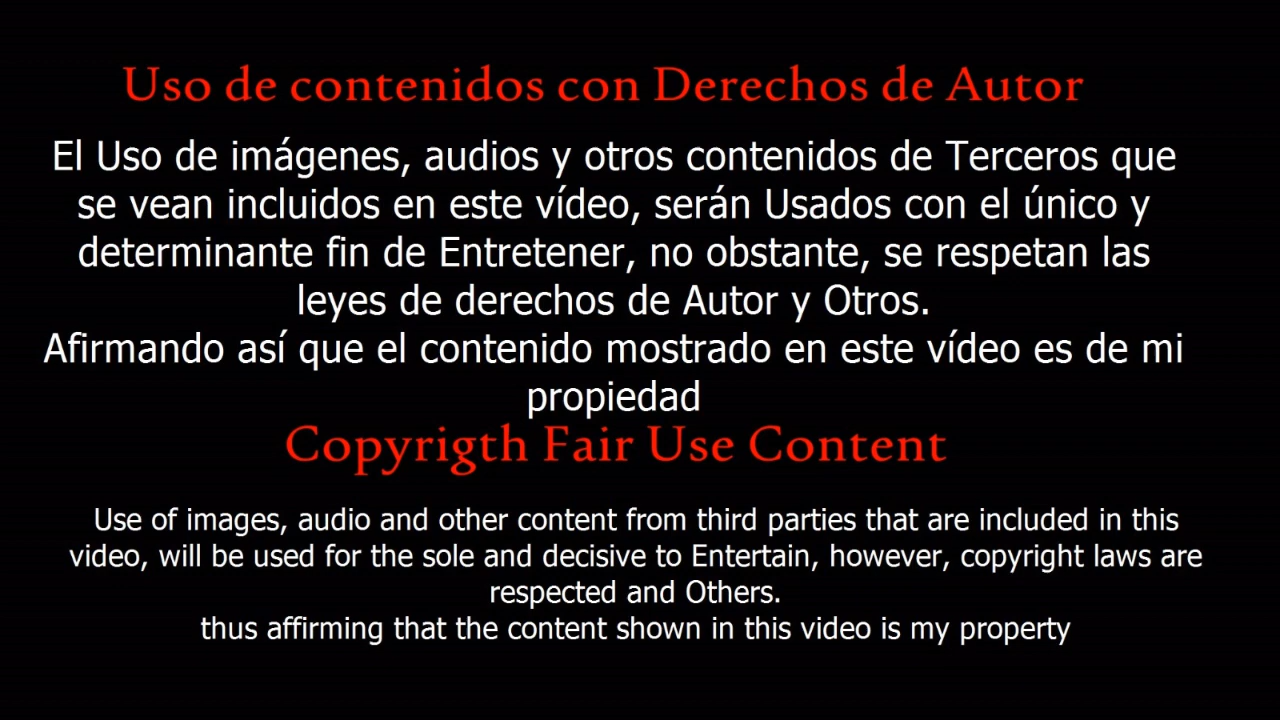 Uso de contenidos con Derechos de Autor
El Uso de imágenes, audios y otros contenidos de Terceros que
se vean incluidos en este vídeo, serán Usados con el único y
determinante fin de Entretener, no obstante, se respetan las
leyes de derechos de Autor y Otros.
Afirmando así que el contenido mostrado en este vídeo es de mi
propiedad
Copyrigth Fair Use Content
Use of images, audio and other content from third parties that are included in this
video, will be used for the sole and decisive to Entertain, however, copyright laws are
respected and Others.
thus affirming that the content shown in this video is my property